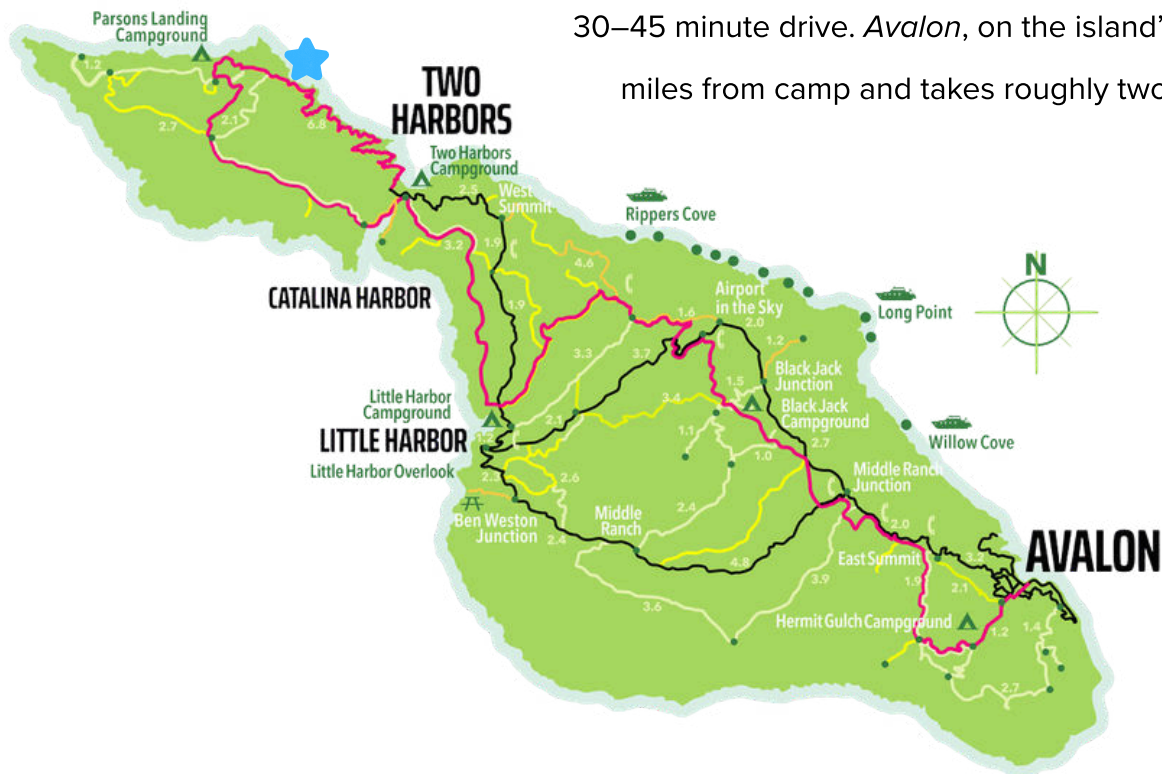 30–45 minute drive. Avalon, on the island'
miles from camp and takes roughly two
Parsons Landing
Campground
TWO
HARBORS
1.2
2.7
2.1
6.8
Two Harbors
Campground
2.5
West
Summit
Rippers Cove
3.2
1.9
4.6
CATALINA HARBOR
1.9
Airport
in the Sky
1.6
2.0
N
Long Point
3.3
3.7
1.2
Black Jack
Junction
1.5
Little Harbor
Campground
3.4
Black Jack
Campground
2.1
LITTLE HARBOR
1.2
1.1
1.0
2.7
Willow Cove
Little Harbor Overlook
2.3
2.6
Middle Ranch
Junction
Ben Weston
Junction
Middle
Ranch
2.4
2.4
2.0
AVALON
4.8
East Summit
3.2
3.9
1.9
2.1
3.6
Hermit Gulch Campground
1.2
1.4
2.7